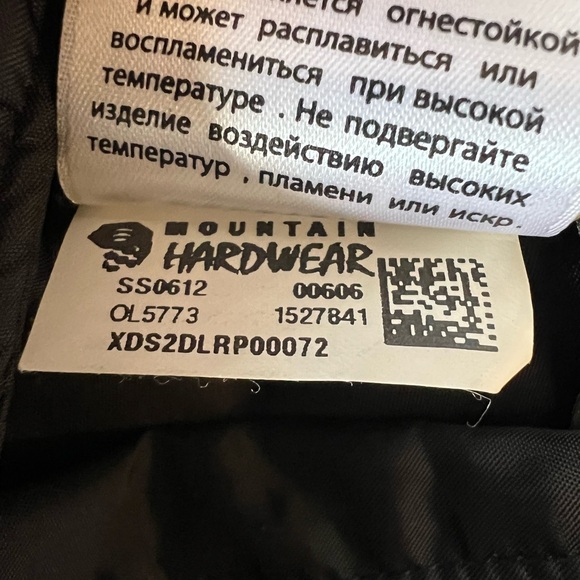 огнестойкой
и может расплавиться или
воспламениться при высокой
температуре . Не подвергайте
изделие воздействию высоких
температур , пламени или искр.
MOUNTAIN
HARDWEAR
SS0612 00606
OL5773 1527841
XDS2DLRP00072